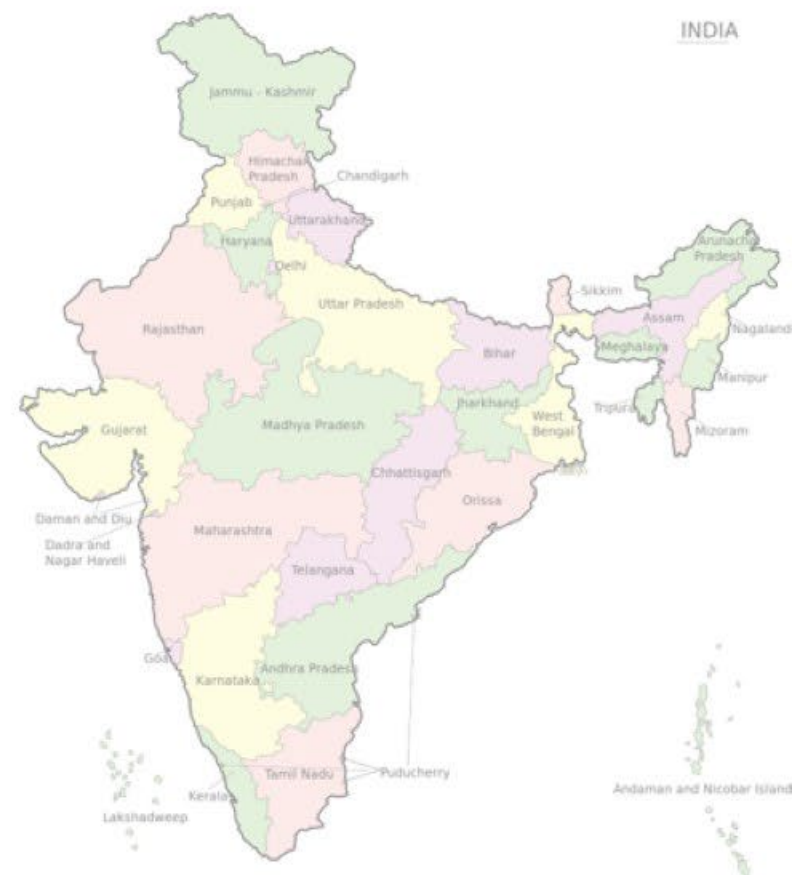 INDIA
Jammu - Kashmir
Himachal
Pradesh
Chandigarh
Punjab
Uttarakhand
Haryana
Delhi
Arunachal
Pradesh
Uttar Pradesh
Sikkim
Rajasthan
Assam
Nagaland
Bihar
Meghalaya
Manipur
Jharkhand
Tripura
West
Bengal
Mizoram
Gujarat
Madhya Pradesh
Chhattisgarh
Orissa
Daman and Diu
Maharashtra
Dadra and
Nagar Haveli
Telangana
Goa
Andhra Pradesh
Karnataka
Tamil Nadu
Puducherry
Kerala
Andaman and Nicobar Island
Lakshadweep